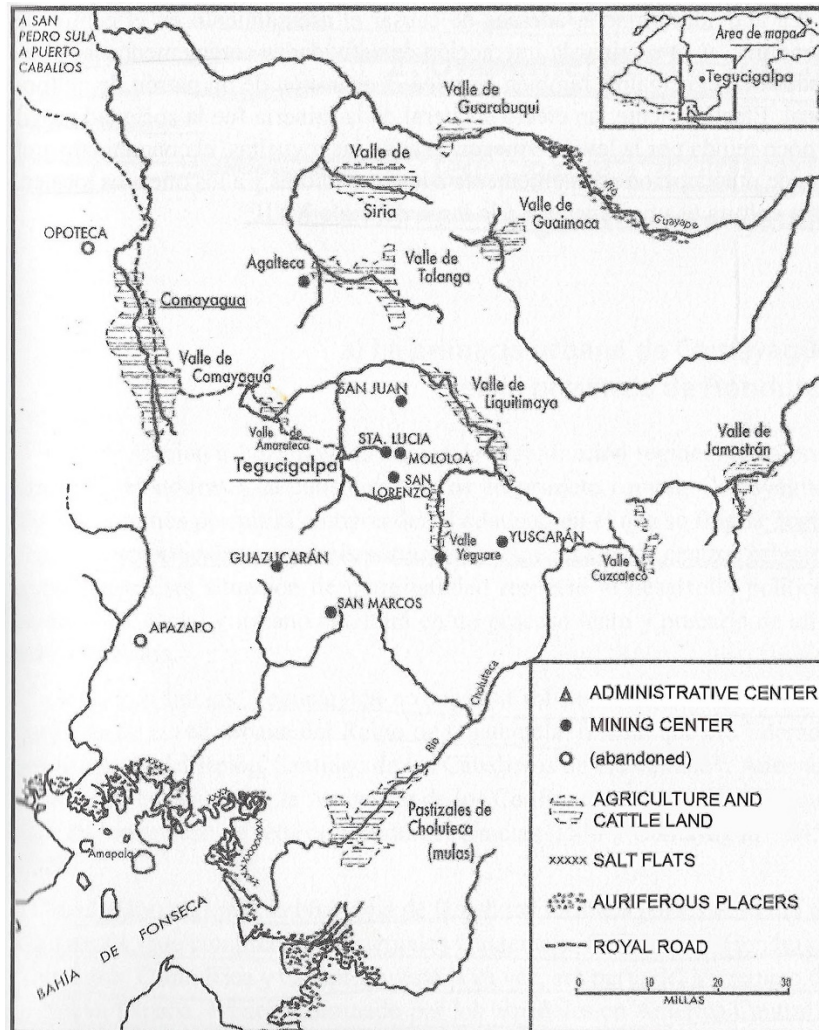 A SAN
PEDRO SULA
A PUERTO
CABALLOS
Área de mapa
Tegucigalpa
Valle de
Guarabuqui
Valle de
Siria
Río
Guayape
Valle de
Guaimaca
OPOTECA
Agalteca
Valle de
Talanga
Comayagua
Valle de
Comayagua
SAN JUAN
Valle de
Liquitimaya
Valle de
Amarateca
STA. LUCIA
MOLOLOA
Tegucigalpa
SAN
LORENZO
Valle de
Jamastrán
Valle
Yeguare
YUSCARÁN
Valle
Cuzcateco
GUAZUCARÁN
SAN MARCOS
APAZAPO
Río Choluteca
Pastizales de
Choluteca
(mulas)
Amapala
BAHÍA DE FONSECA
ADMINISTRATIVE CENTER
MINING CENTER
(abandoned)
AGRICULTURE AND
CATTLE LAND
SALT FLATS
AURIFEROUS PLACERS
ROYAL ROAD
0 10 20 30
MILLAS